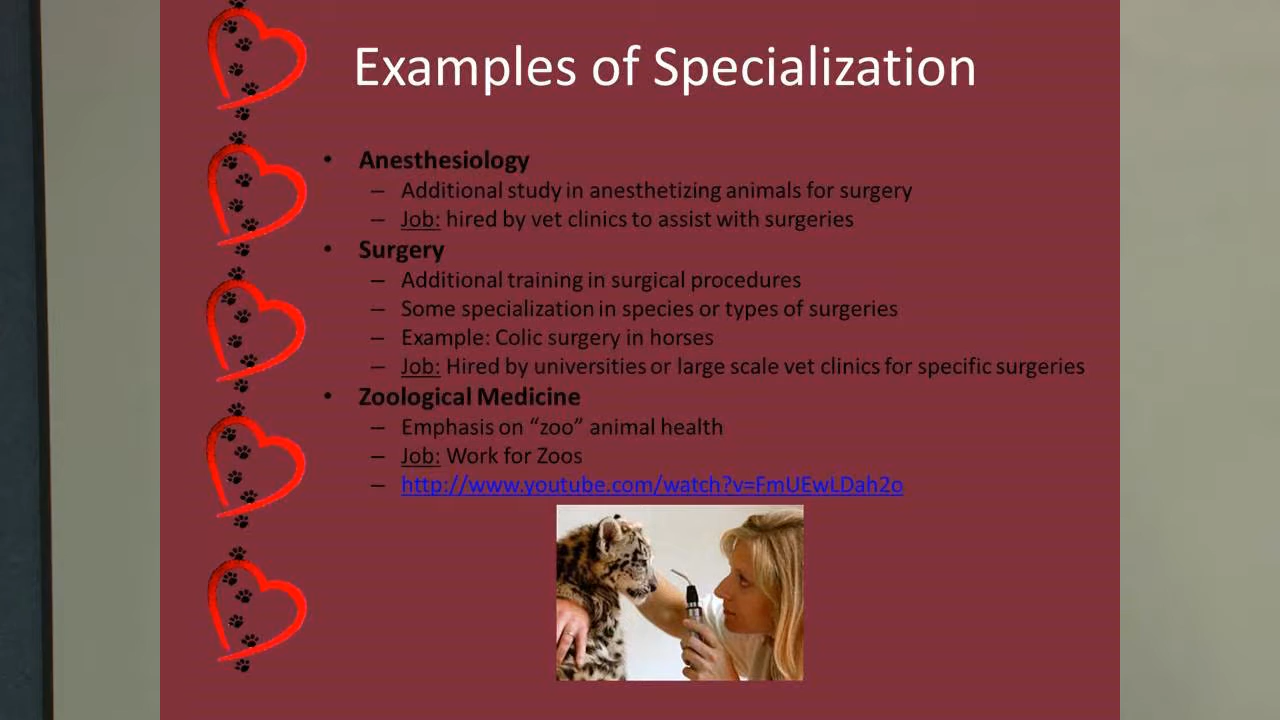 Examples of Specialization
• Anesthesiology
– Additional study in anesthetizing animals for surgery
– Job: hired by vet clinics to assist with surgeries
• Surgery
– Additional training in surgical procedures
– Some specialization in species or types of surgeries
– Example: Colic surgery in horses
– Job: Hired by universities or large scale vet clinics for specific surgeries
• Zoological Medicine
– Emphasis on “zoo” animal health
– Job: Work for Zoos
– http://www.youtube.com/watch?v=FmUEwLDah2o